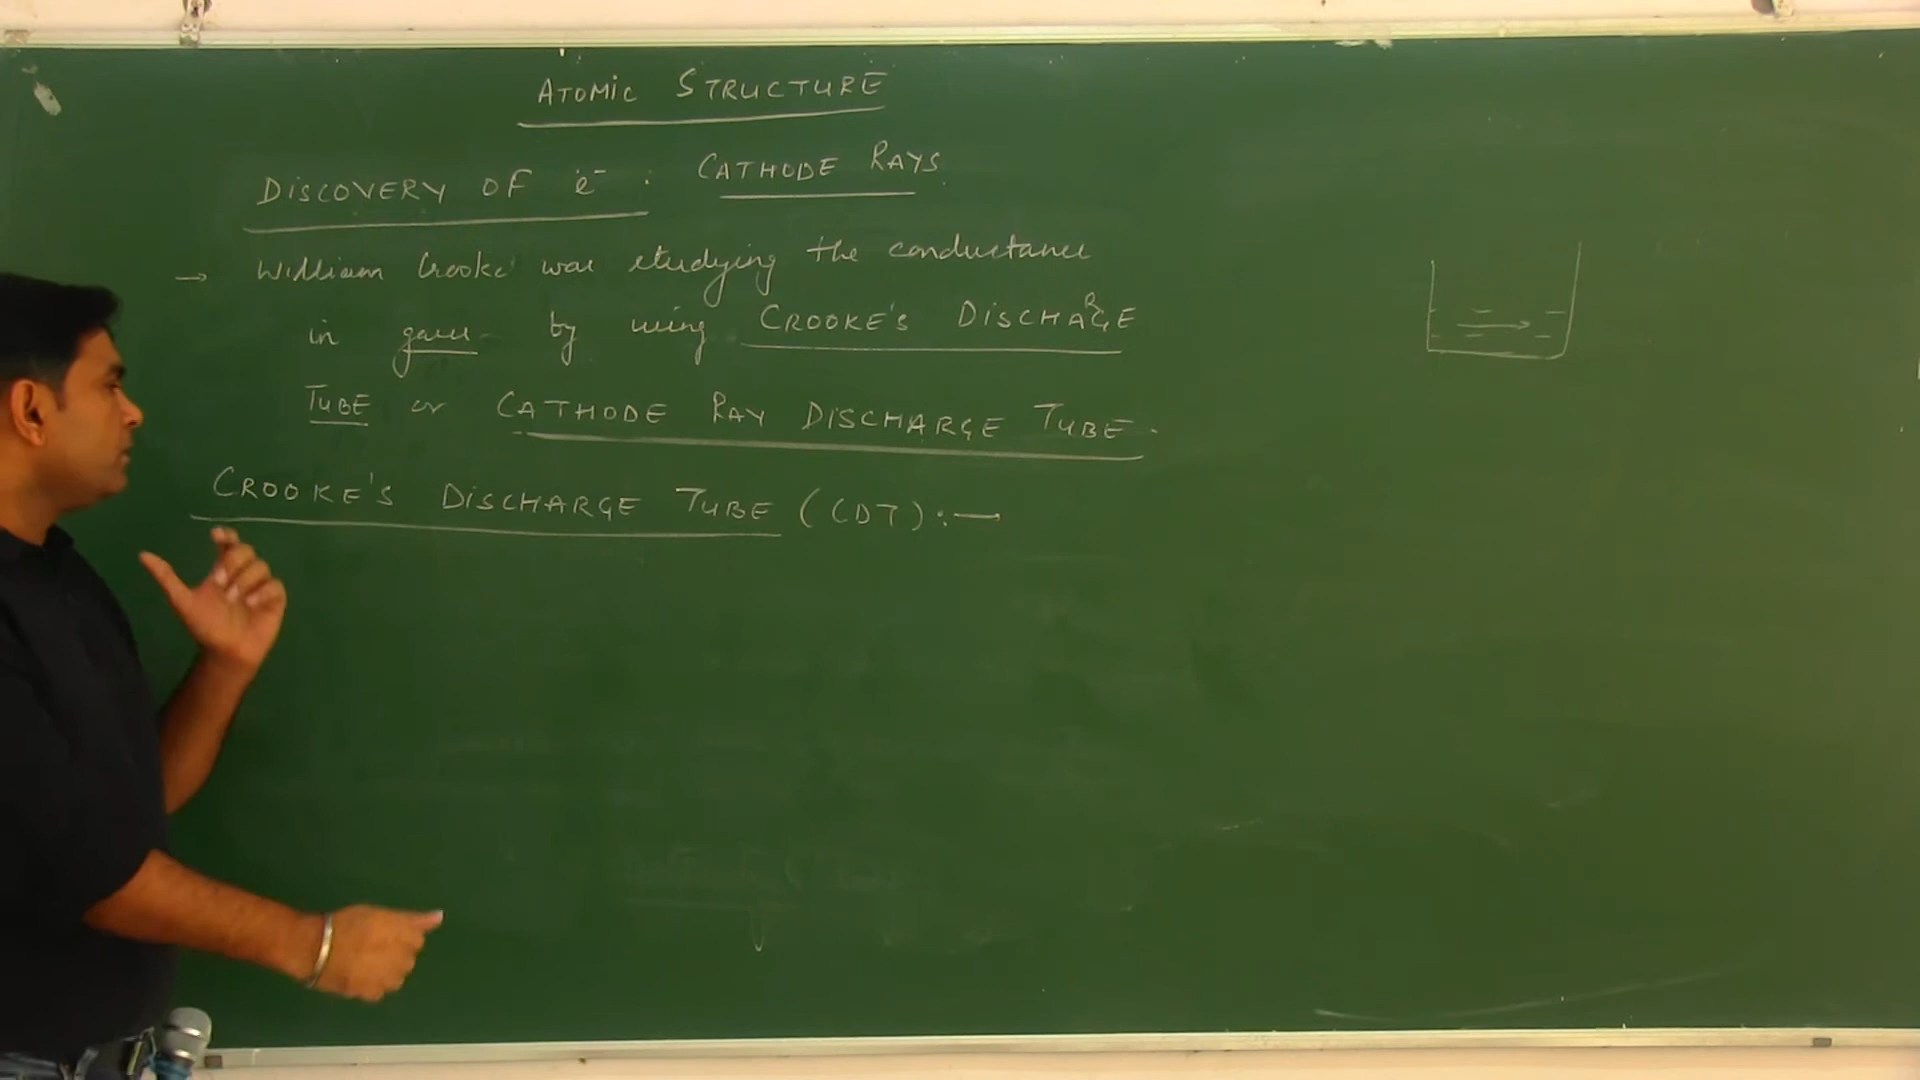 ATOMIC STRUCTURE
DISCOVERY OF e⁻ : CATHODE RAYS
→ William Crooke was studying the conductance
in gases by using CROOKE'S DISCHARGE
TUBE or CATHODE RAY DISCHARGE TUBE.
CROOKE'S DISCHARGE TUBE (CDT):→